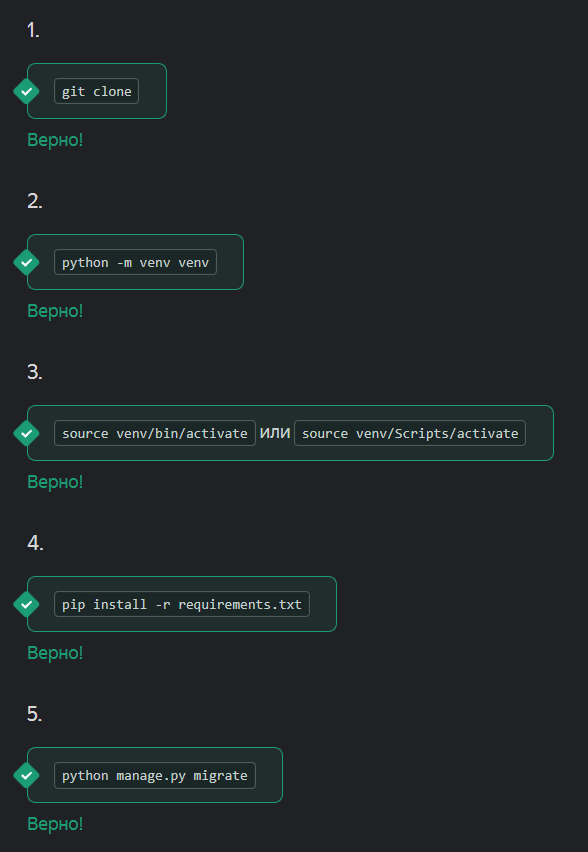 1.
git clone
Верно!
2.
python -m venv venv
Верно!
3.
source venv/bin/activate или source venv/Scripts/activate
Верно!
4.
pip install -r requirements.txt
Верно!
5.
python manage.py migrate
Верно!